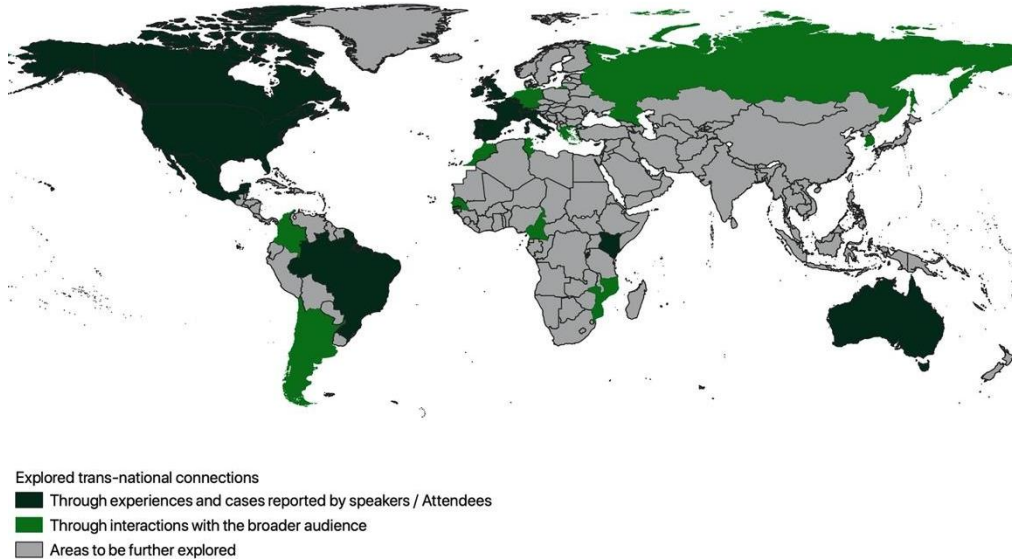 Explored trans-national connections
Through experiences and cases reported by speakers / Attendees
Through interactions with the broader audience
Areas to be further explored